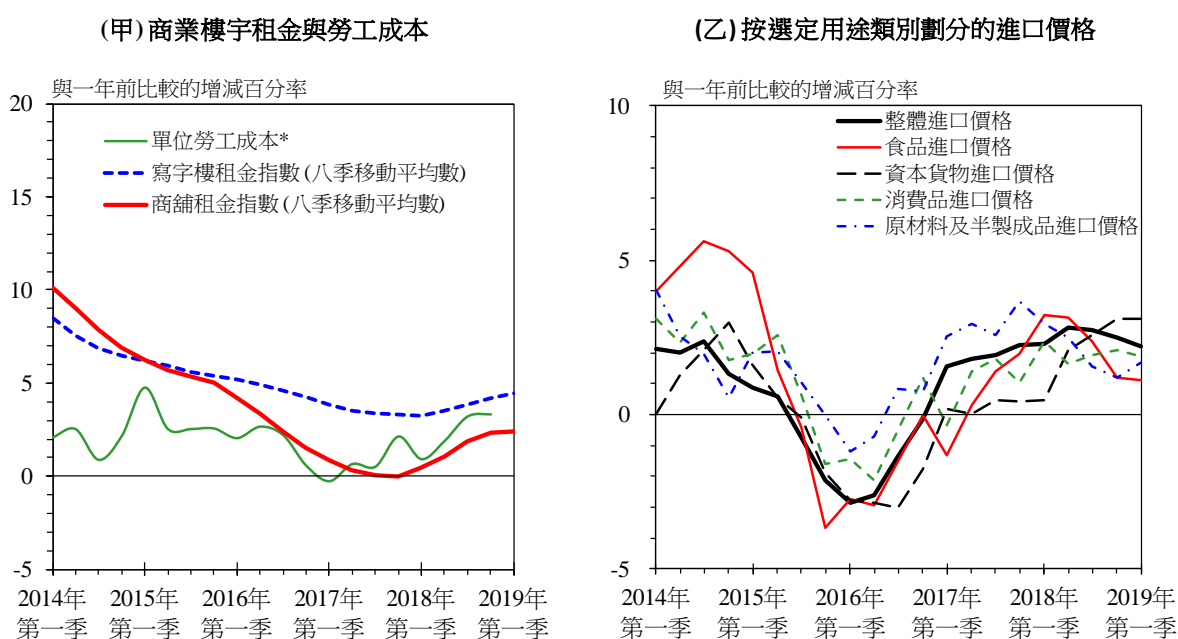 (甲) 商業樓宇租金與勞工成本
與一年前比較的增減百分率
20
15
10
5
0
-5
單位勞工成本*
寫字樓租金指數 (八季移動平均數)
商舖租金指數 (八季移動平均數)
2014年 2015年 2016年 2017年 2018年 2019年
第一季 第一季 第一季 第一季 第一季 第一季
(乙) 按選定用途類別劃分的進口價格
與一年前比較的增減百分率
10
5
0
-5
整體進口價格
食品進口價格
資本貨物進口價格
消費品進口價格
原材料及半製成品進口價格
2014年 2015年 2016年 2017年 2018年 2019年
第一季 第一季 第一季 第一季 第一季 第一季